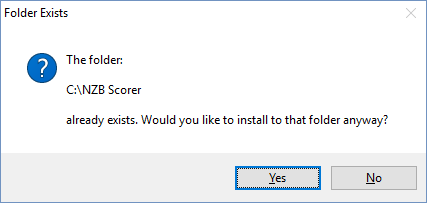 Folder Exists
The folder:
C:\NZB Scorer
already exists. Would you like to install to that folder anyway?
Yes
No